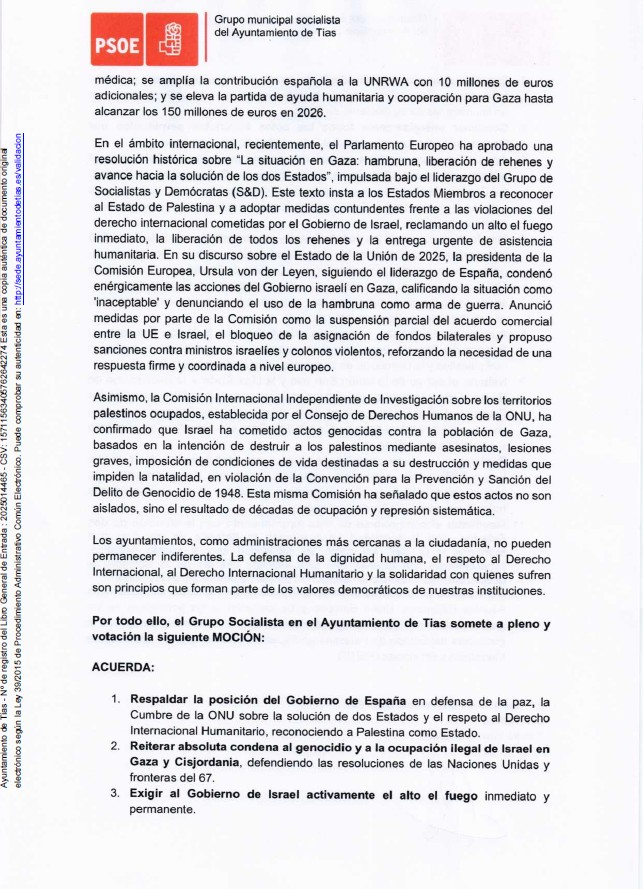 PSOE
Grupo municipal socialista
del Ayuntamiento de Tias
médica; se amplía la contribución española a la UNRWA con 10 millones de euros
adicionales; y se eleva la partida de ayuda humanitaria y cooperación para Gaza hasta
alcanzar los 150 millones de euros en 2026.
En el ámbito internacional, recientemente, el Parlamento Europeo ha aprobado una
resolución histórica sobre “La situación en Gaza: hambruna, liberación de rehenes y
avance hacia la solución de los dos Estados”, impulsada bajo el liderazgo del Grupo de
Socialistas y Demócratas (S&D). Este texto insta a los Estados Miembros a reconocer
al Estado de Palestina y a adoptar medidas contundentes frente a las violaciones del
derecho internacional cometidas por el Gobierno de Israel, reclamando un alto el fuego
inmediato, la liberación de todos los rehenes y la entrega urgente de asistencia
humanitaria. En su discurso sobre el Estado de la Unión de 2025, la presidenta de la
Comisión Europea, Ursula von der Leyen, siguiendo el liderazgo de España, condenó
enérgicamente las acciones del Gobierno israelí en Gaza, calificando la situación como
'inaceptable' y denunciando el uso de la hambruna como arma de guerra. Anunció
medidas por parte de la Comisión como la suspensión parcial del acuerdo comercial
entre la UE e Israel, el bloqueo de la asignación de fondos bilaterales y propuso
sanciones contra ministros israelíes y colonos violentos, reforzando la necesidad de una
respuesta firme y coordinada a nivel europeo.
Asimismo, la Comisión Internacional Independiente de Investigación sobre los territorios
palestinos ocupados, establecida por el Consejo de Derechos Humanos de la ONU, ha
confirmado que Israel ha cometido actos genocidas contra la población de Gaza,
basados en la intención de destruir a los palestinos mediante asesinatos, lesiones
graves, imposición de condiciones de vida destinadas a su destrucción y medidas que
impiden la natalidad, en violación de la Convención para la Prevención y Sanción del
Delito de Genocidio de 1948. Esta misma Comisión ha señalado que estos actos no son
aislados, sino el resultado de décadas de ocupación y represión sistemática.
Los ayuntamientos, como administraciones más cercanas a la ciudadanía, no pueden
permanecer indiferentes. La defensa de la dignidad humana, el respeto al Derecho
Internacional, al Derecho Internacional Humanitario y la solidaridad con quienes sufren
son principios que forman parte de los valores democráticos de nuestras instituciones.
Por todo ello, el Grupo Socialista en el Ayuntamiento de Tias somete a pleno y
votación la siguiente MOCIÓN:
ACUERDA:
1. Respaldar la posición del Gobierno de España en defensa de la paz, la
Cumbre de la ONU sobre la solución de dos Estados y el respeto al Derecho
Internacional Humanitario, reconociendo a Palestina como Estado.
2. Reiterar absoluta condena al genocidio y a la ocupación ilegal de Israel en
Gaza y Cisjordania, defendiendo las resoluciones de las Naciones Unidas y
fronteras del 67.
3. Exigir al Gobierno de Israel activamente el alto el fuego inmediato y
permanente.
Ayuntamiento de Tias - Nº de registro del Libro General de Entrada : 2025014465 - CSV: 15711563405762642274 Esta es una copia auténtica de documento original
electrónico según la Ley 39/2015 de Procedimiento Administrativo Común Electrónico. Puede comprobar su autenticidad en: http://sede.ayuntamientodetias.es/validacion